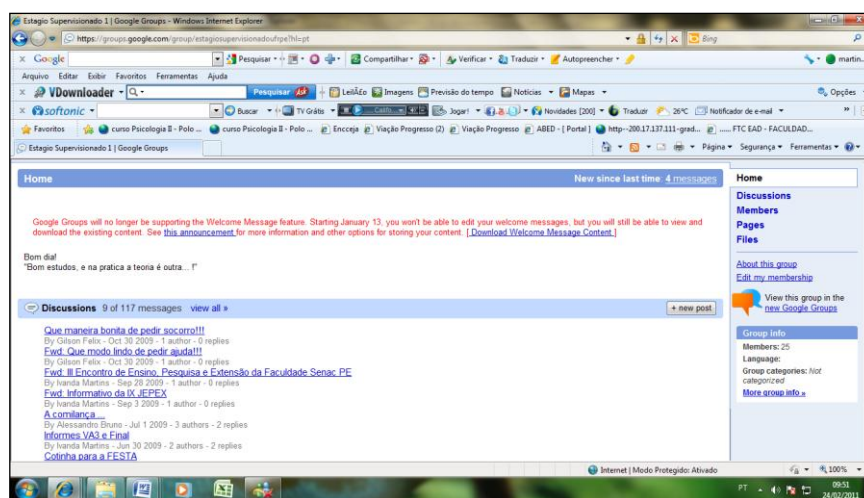 Estagio Supervisionado 1 | Google Groups - Windows Internet Explorer
https://groups.google.com/group/estagiosupervisionadoufrpe?hl=pt
Bing
Google Pesquisar Compartilhar Verificar Traduzir Autopreencher martin...
Arquivo Editar Exibir Favoritos Ferramentas Ajuda
VDownloader Pesquisar Imagens Previsão do tempo Notícias Mapas Opções
softonic Buscar TV Grátis Jogar! Novidades [200] Traduzir 26ºC Notificador de e-mail
Favoritos curso Psicologia II - Polo ... curso Psicologia II - Polo ... Encceja Viação Progresso (2) Viação Progresso ABED - [ Portal ] http--200.17.137.111-grad... ..... FTC EAD - FACULDAD...
Estagio Supervisionado 1 | Google Groups Página Segurança Ferramentas
Home New since last time: 4 messages
Google Groups will no longer be supporting the Welcome Message feature. Starting January 13, you won't be able to edit your welcome messages, but you will still be able to view and
download the existing content. See this announcement for more information and other options for storing your content. [ Download Welcome Message Content ]
Bom dia!
"Bom estudos, e na pratica a teoria é outra... !"
Discussions 9 of 117 messages view all »
+ new post
Que maneira bonita de pedir socorro!!!
By Gilson Felix - Oct 30 2009 - 1 author - 0 replies
Fwd: Que modo lindo de pedir ajuda!!!
By Gilson Felix - Oct 30 2009 - 1 author - 0 replies
Fwd: III Encontro de Ensino, Pesquisa e Extensão da Faculdade Senac PE
By Ivanda Martins - Sep 28 2009 - 1 author - 0 replies
Fwd: Informativo da IX JEPEX
By Ivanda Martins - Sep 3 2009 - 1 author - 0 replies
A comilança ...
By Alessandro Bruno - Jul 1 2009 - 3 authors - 2 replies
Informes VA3 e Final
By Ivanda Martins - Jun 30 2009 - 2 authors - 2 replies
Cotinha para a FESTA
Home
Discussions
Members
Pages
Files
About this group
Edit my membership
View this group in the
new Google Groups
Group info
Members: 25
Language:
Group categories: Not
categorized
More group info »
Internet | Modo Protegido: Ativado 100%
PT 09:51
24/02/2011